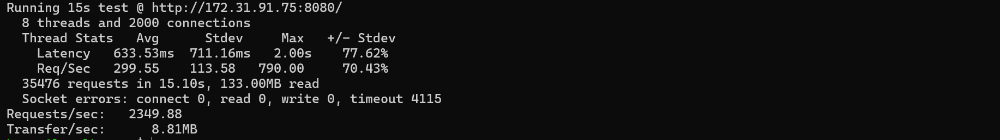 Running 15s test @ http://172.31.91.75:8080/
  8 threads and 2000 connections
  Thread Stats   Avg      Stdev     Max   +/- Stdev
    Latency   633.53ms  711.16ms   2.00s    77.62%
    Req/Sec   299.55    113.58   790.00     70.43%
  35476 requests in 15.10s, 133.00MB read
  Socket errors: connect 0, read 0, write 0, timeout 4115
Requests/sec:   2349.88
Transfer/sec:      8.81MB